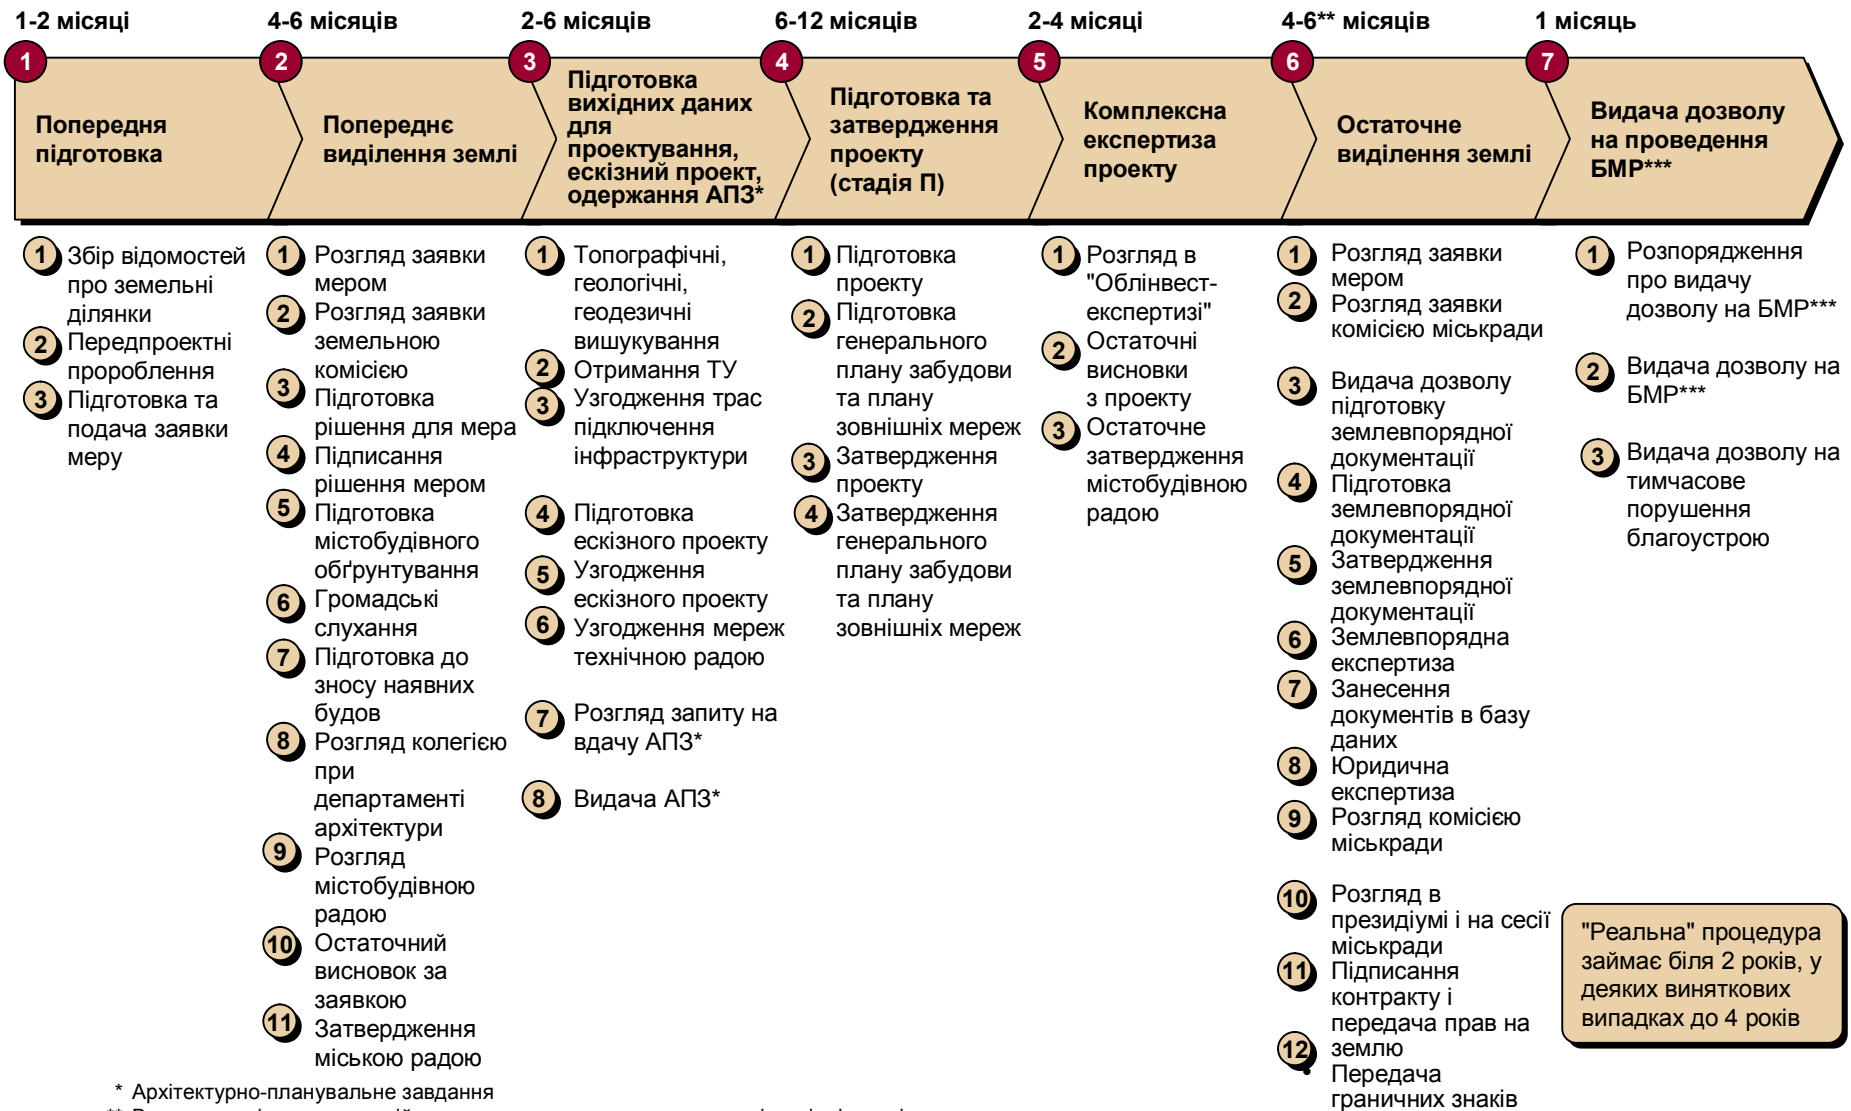 1-2 місяці
4-6 місяців
2-6 місяців
6-12 місяців
2-4 місяці
4-6** місяців
1 місяць
1
Попередня
підготовка
2
Попереднє
виділення землі
3
Підготовка
вихідних даних
для
проектування,
ескізний проект,
одержання АПЗ*
4
Підготовка та
затвердження
проекту
(стадія П)
5
Комплексна
експертиза
проекту
6
Остаточне
виділення землі
7
Видача дозволу
на проведення
БМР***
1 Збір відомостей
про земельні
ділянки
2 Передпроектні
пророблення
3 Підготовка та
подача заявки
меру
1 Розгляд заявки
мером
2 Розгляд заявки
земельною
комісією
3 Підготовка
рішення для мера
4 Підписання
рішення мером
5 Підготовка
містобудівного
обґрунтування
6 Громадські
слухання
7 Підготовка до
зносу наявних
будов
8 Розгляд колегією
при
департаменті
архітектури
9 Розгляд
містобудівною
радою
10 Остаточний
висновок за
заявкою
11 Затвердження
міською радою
1 Топографічні,
геологічні,
геодезичні
вишукування
2 Отримання ТУ
3 Узгодження трас
підключення
інфраструктури
4 Підготовка
ескізного проекту
5 Узгодження
ескізного проекту
6 Узгодження мереж
технічною радою
7 Розгляд запиту на
вдачу АПЗ*
8 Видача АПЗ*
1 Підготовка
проекту
2 Підготовка
генерального
плану забудови
та плану
зовнішніх мереж
3 Затвердження
проекту
4 Затвердження
генерального
плану забудови
та плану
зовнішніх мереж
1 Розгляд в
"Облінвест-
експертизі"
2 Остаточні
висновки
з проекту
3 Остаточне
затвердження
містобудівною
радою
1 Розгляд заявки
мером
2 Розгляд заявки
комісією міськради
3 Видача дозволу
підготовку
землевпорядної
документації
4 Підготовка
землевпорядної
документації
5 Затвердження
землевпорядної
документації
6 Землевпорядна
експертиза
7 Занесення
документів в базу
даних
8 Юридична
експертиза
9 Розгляд комісією
міськради
10 Розгляд в
президіумі і на сесії
міськради
11 Підписання
контракту і
передача прав на
землю
12 • Передача
граничних знаків
1 Розпорядження
про видачу
дозволу на БМР***
2 Видача дозволу на
БМР***
3 Видача дозволу на
тимчасове
порушення
благоустрою
"Реальна" процедура
займає біля 2 років, у
деяких виняткових
випадках до 4 років
* Архітектурно-планувальне завдання